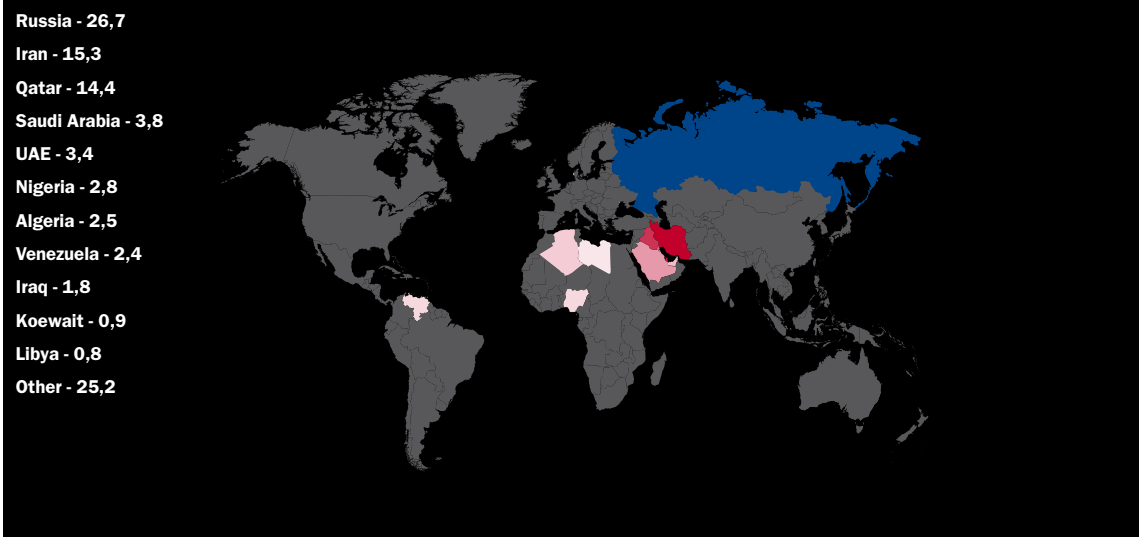 Russia - 26,7
Iran - 15,3
Qatar - 14,4
Saudi Arabia - 3,8
UAE - 3,4
Nigeria - 2,8
Algeria - 2,5
Venezuela - 2,4
Iraq - 1,8
Koewait - 0,9
Libya - 0,8
Other - 25,2